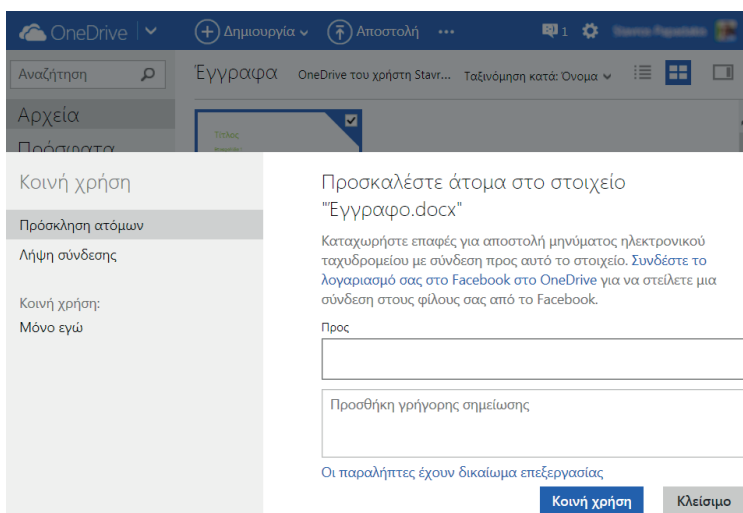 OneDrive
Δημιουργία
Αποστολή
1
Αναζήτηση
Έγγραφα
OneDrive του χρήστη Stavr...
Ταξινόμηση κατά: Όνομα
Αρχεία
Πρόσφατα
Τίτλος
Κοινή χρήση
Πρόσκληση ατόμων
Λήψη σύνδεσης
Κοινή χρήση:
Μόνο εγώ
Προσκαλέστε άτομα στο στοιχείο
"Έγγραφο.docx"
Καταχωρήστε επαφές για αποστολή μηνύματος ηλεκτρονικού
ταχυδρομείου με σύνδεση προς αυτό το στοιχείο. Συνδέστε το
λογαριασμό σας στο Facebook στο OneDrive για να στείλετε μια
σύνδεση στους φίλους σας από το Facebook.
Προς
Προσθήκη γρήγορης σημείωσης
Οι παραλήπτες έχουν δικαίωμα επεξεργασίας
Κοινή χρήση
Κλείσιμο